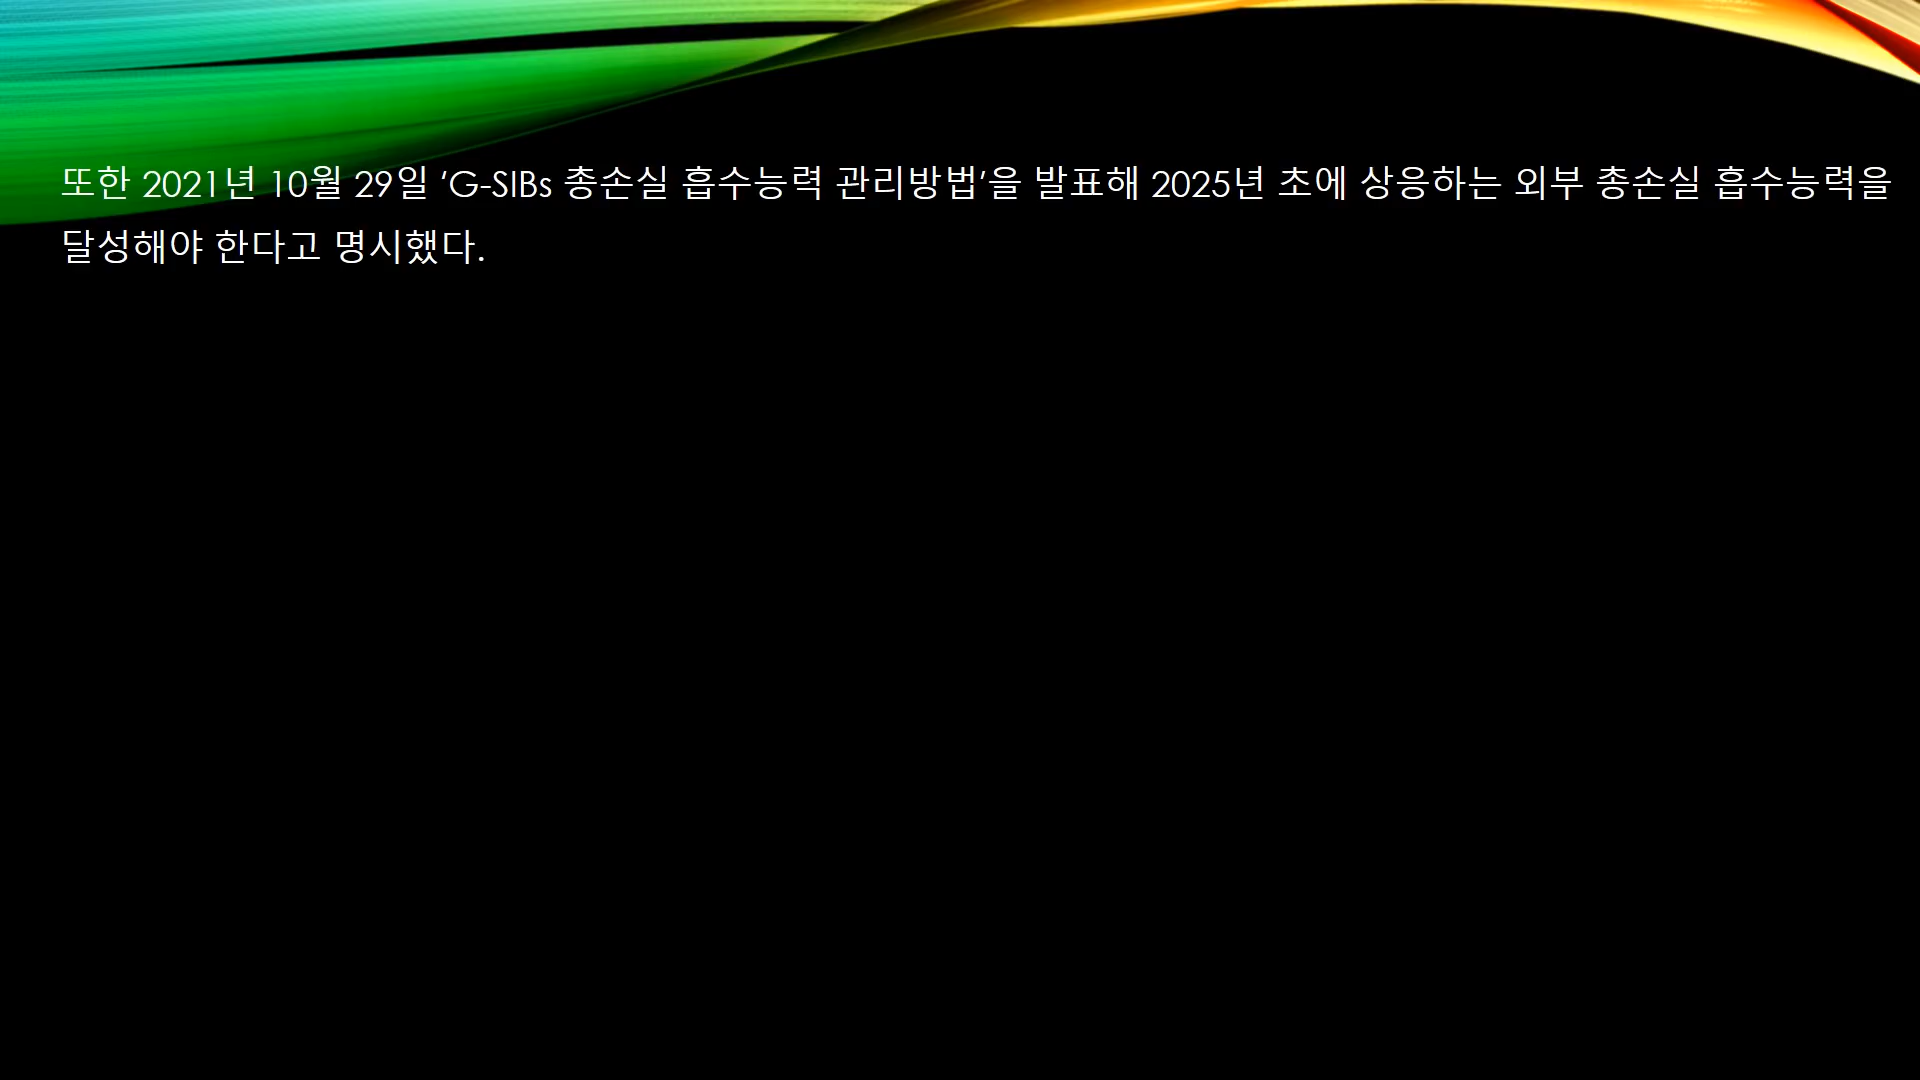 또한 2021년 10월 29일 ‘G-SIBs 총손실 흡수능력 관리방법’을 발표해 2025년 초에 상응하는 외부 총손실 흡수능력을
달성해야 한다고 명시했다.